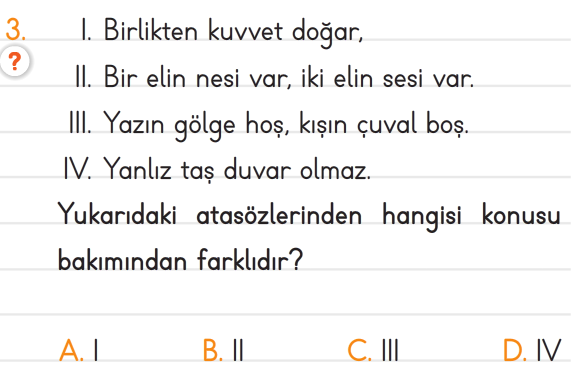 3. I. Birlikten kuvvet doğar,
?
II. Bir elin nesi var, iki elin sesi var.
III. Yazın gölge hoş, kışın çuval boş.
IV. Yanlız taş duvar olmaz.
Yukarıdaki atasözlerinden hangisi konusu
bakımından farklıdır?
A. I B. II C. III D. IV